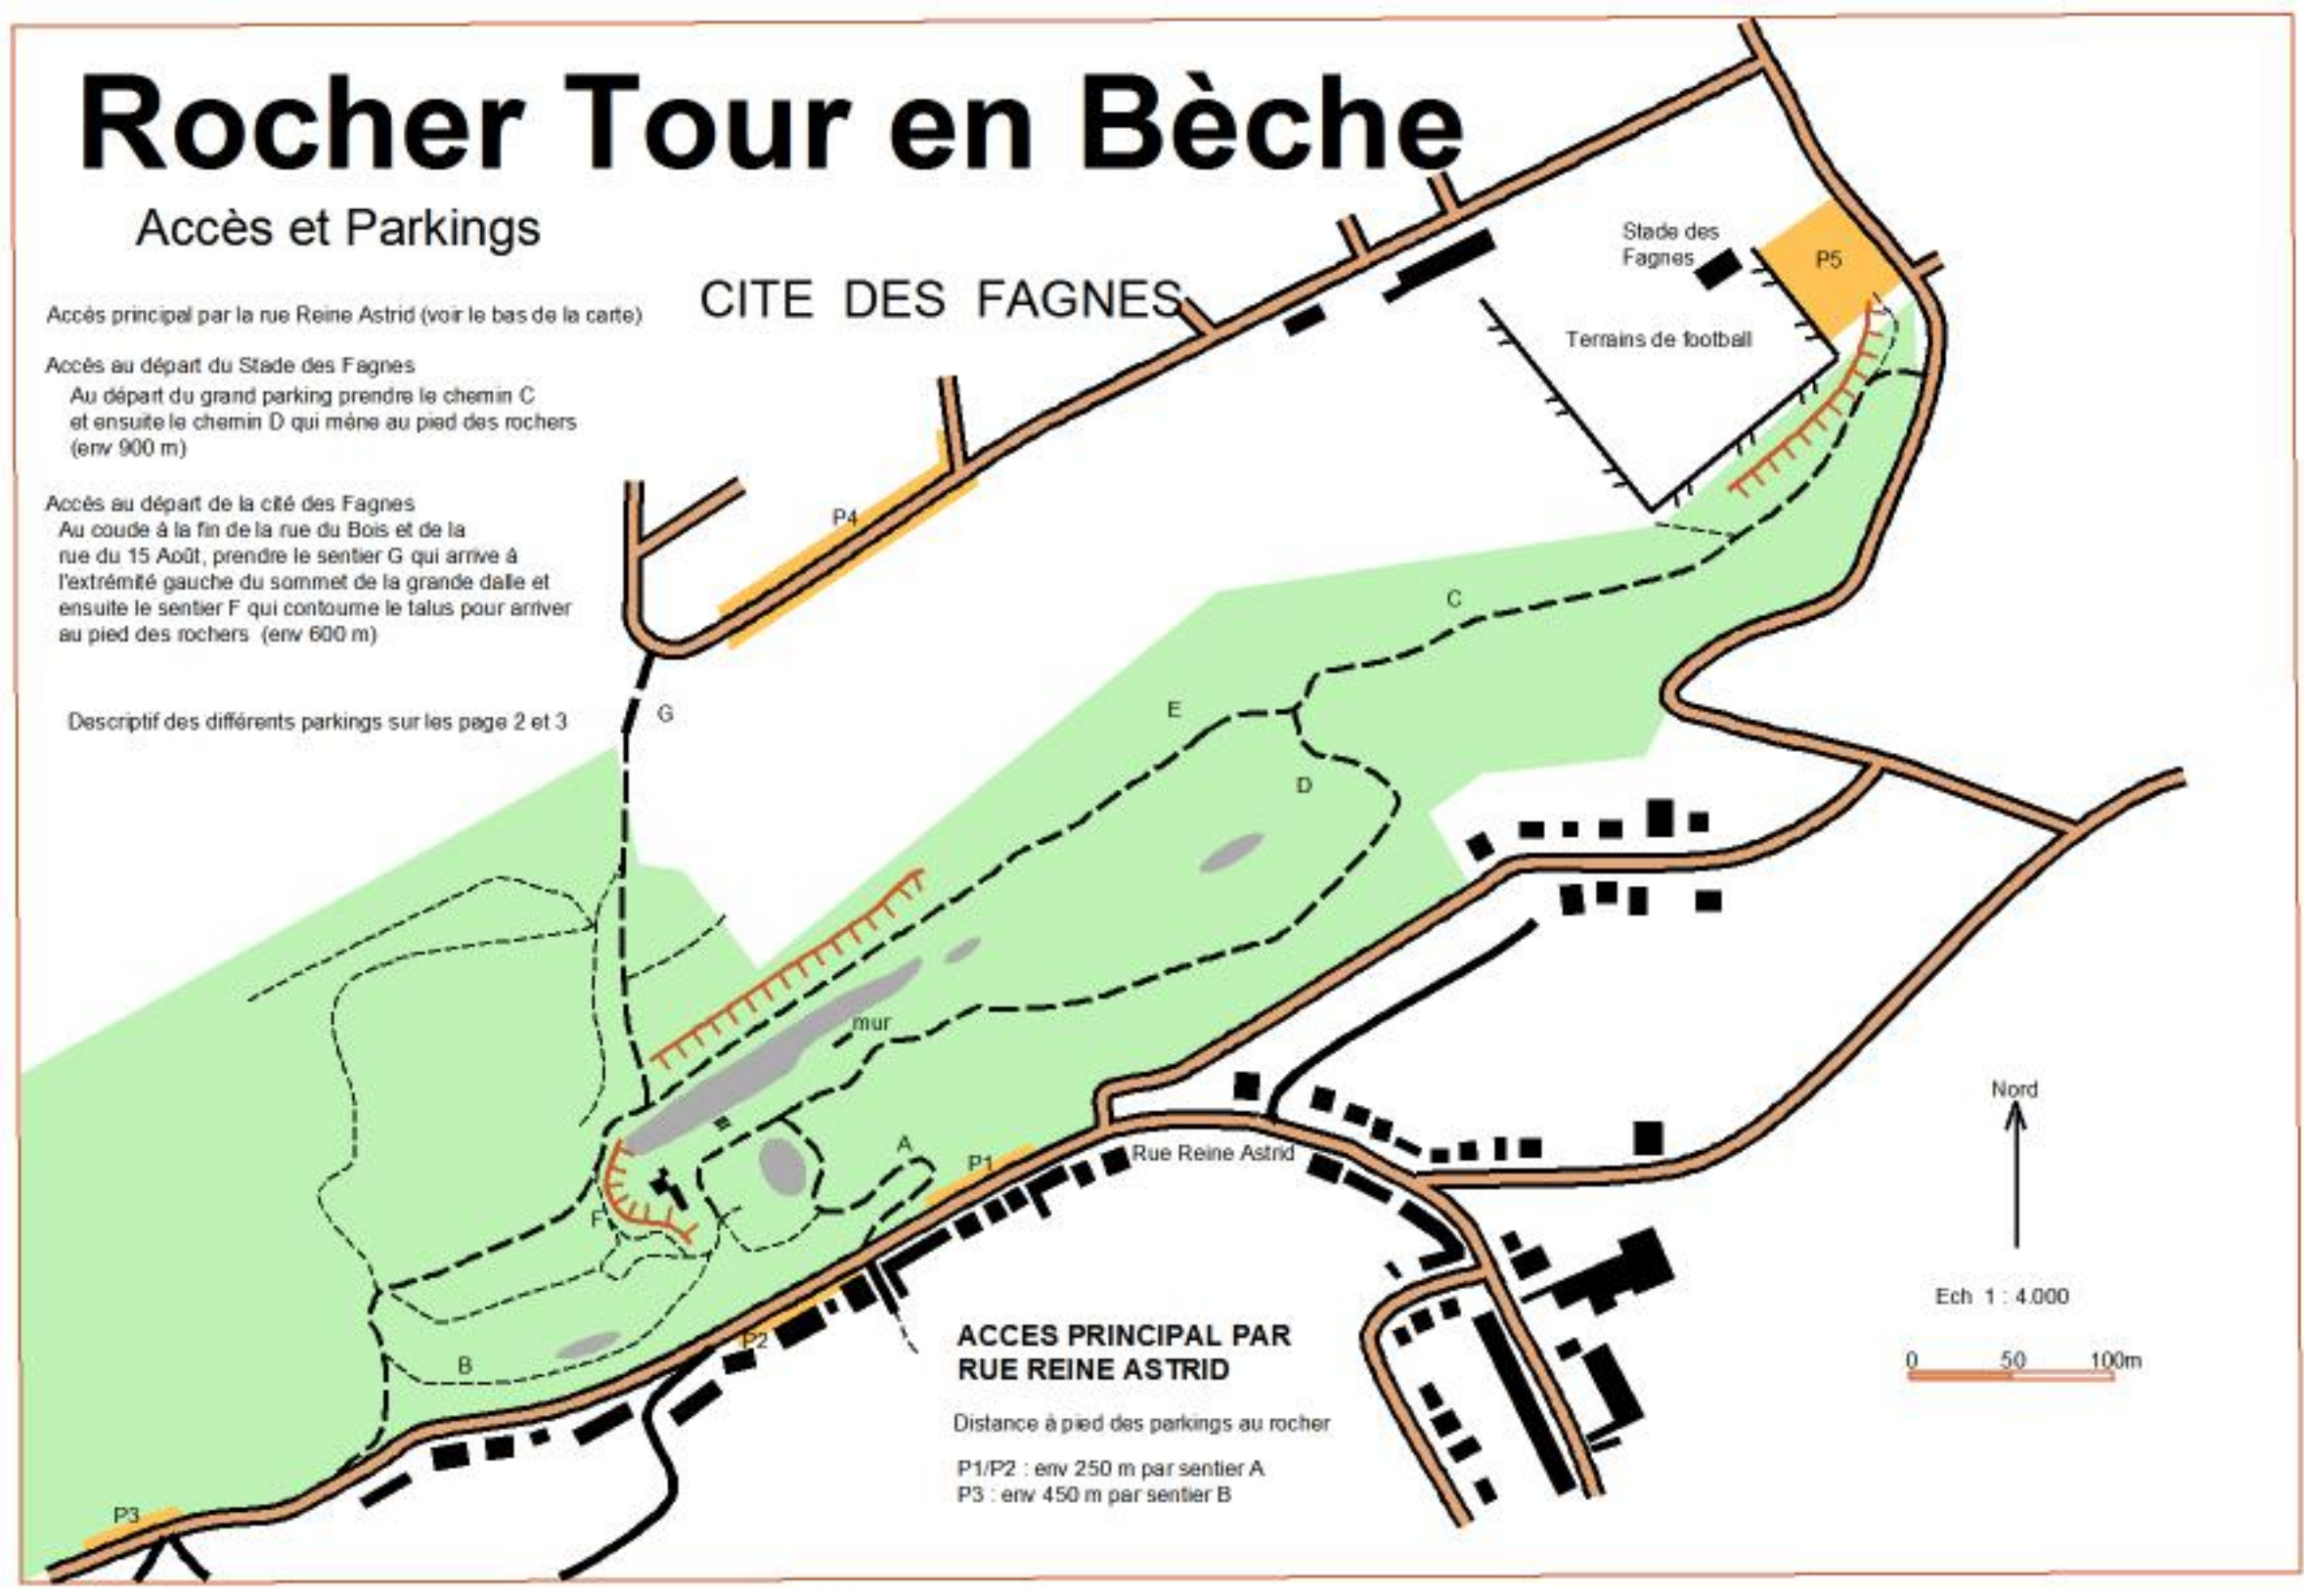 Rocher Tour en Bèche
Accès et Parkings
CITE DES FAGNES
Accès principal par la rue Reine Astrid (voir le bas de la carte)
Accès au départ du Stade des Fagnes
Au départ du grand parking prendre le chemin C
et ensuite le chemin D qui mène au pied des rochers
(env 900 m)
Accès au départ de la cité des Fagnes
Au coude à la fin de la rue du Bois et de la
rue du 15 Août, prendre le sentier G qui arrive à
l'extrémité gauche du sommet de la grande dalle et
ensuite le sentier F qui contourne le talus pour arriver
au pied des rochers (env 600 m)
Descriptif des différents parkings sur les page 2 et 3
Stade des
Fagnes
P5
Terrains de football
P4
C
G
E
D
mur
A
P1
Rue Reine Astrid
F
P2
B
P3
Nord
Ech 1 : 4.000
0 50 100m
ACCES PRINCIPAL PAR
RUE REINE ASTRID
Distance à pied des parkings au rocher
P1/P2 : env 250 m par sentier A
P3 : env 450 m par sentier B